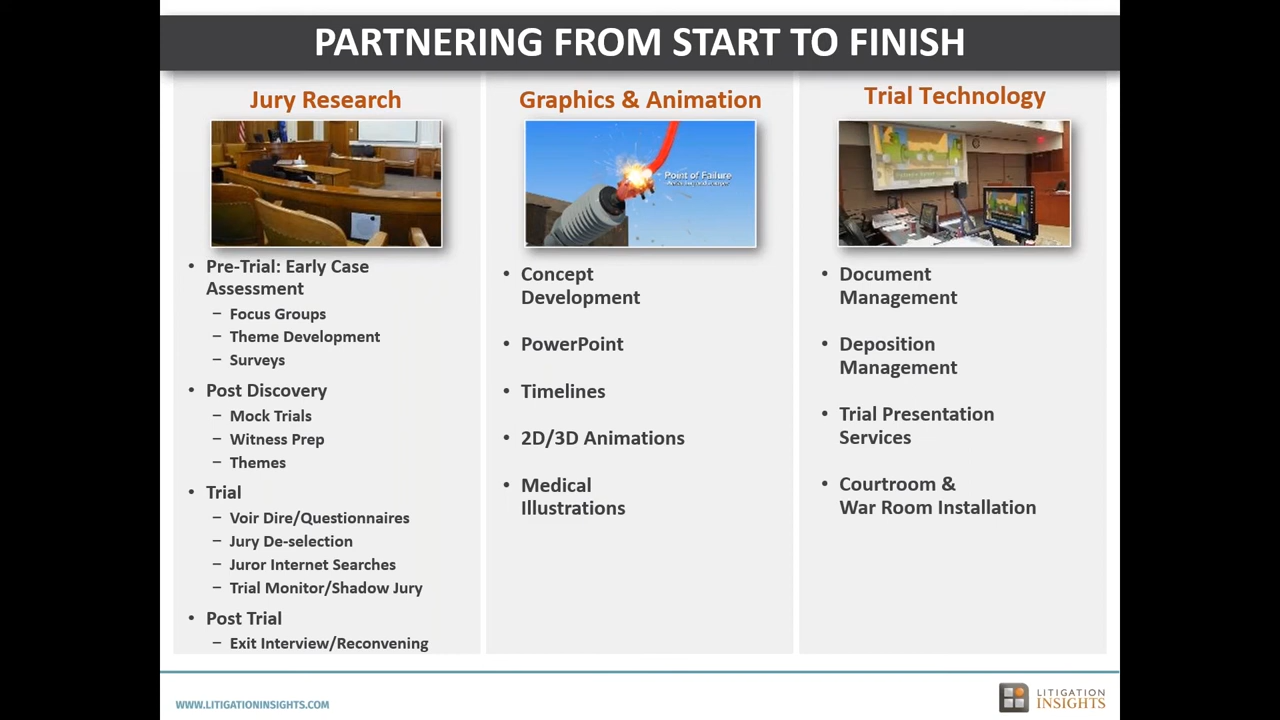 PARTNERING FROM START TO FINISH
Jury Research
• Pre-Trial: Early Case
Assessment
– Focus Groups
– Theme Development
– Surveys
• Post Discovery
– Mock Trials
– Witness Prep
– Themes
• Trial
– Voir Dire/Questionnaires
– Jury De-selection
– Juror Internet Searches
– Trial Monitor/Shadow Jury
• Post Trial
– Exit Interview/Reconvening
Graphics & Animation
Point of Failure
• Concept
Development
• PowerPoint
• Timelines
• 2D/3D Animations
• Medical
Illustrations
Trial Technology
• Document
Management
• Deposition
Management
• Trial Presentation
Services
• Courtroom &
War Room Installation
WWW.LITIGATIONINSIGHTS.COM
LITIGATION
INSIGHTS